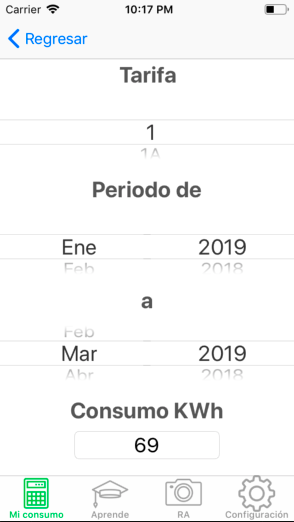 Carrier 10:17 PM
Regresar
Tarifa
1
1A
Periodo de
Ene 2019
Feb 2018
a
Feb
Mar 2019
Abr 2018
Consumo KWh
69
Mi consumo Aprende RA Configuración